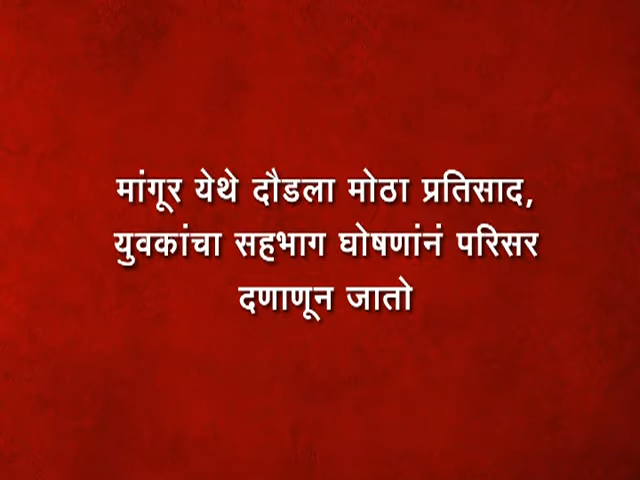 मांगूर येथे दौडला मोठा प्रतिसाद,
युवकांचा सहभाग घोषणांनं परिसर
दणाणून जातो